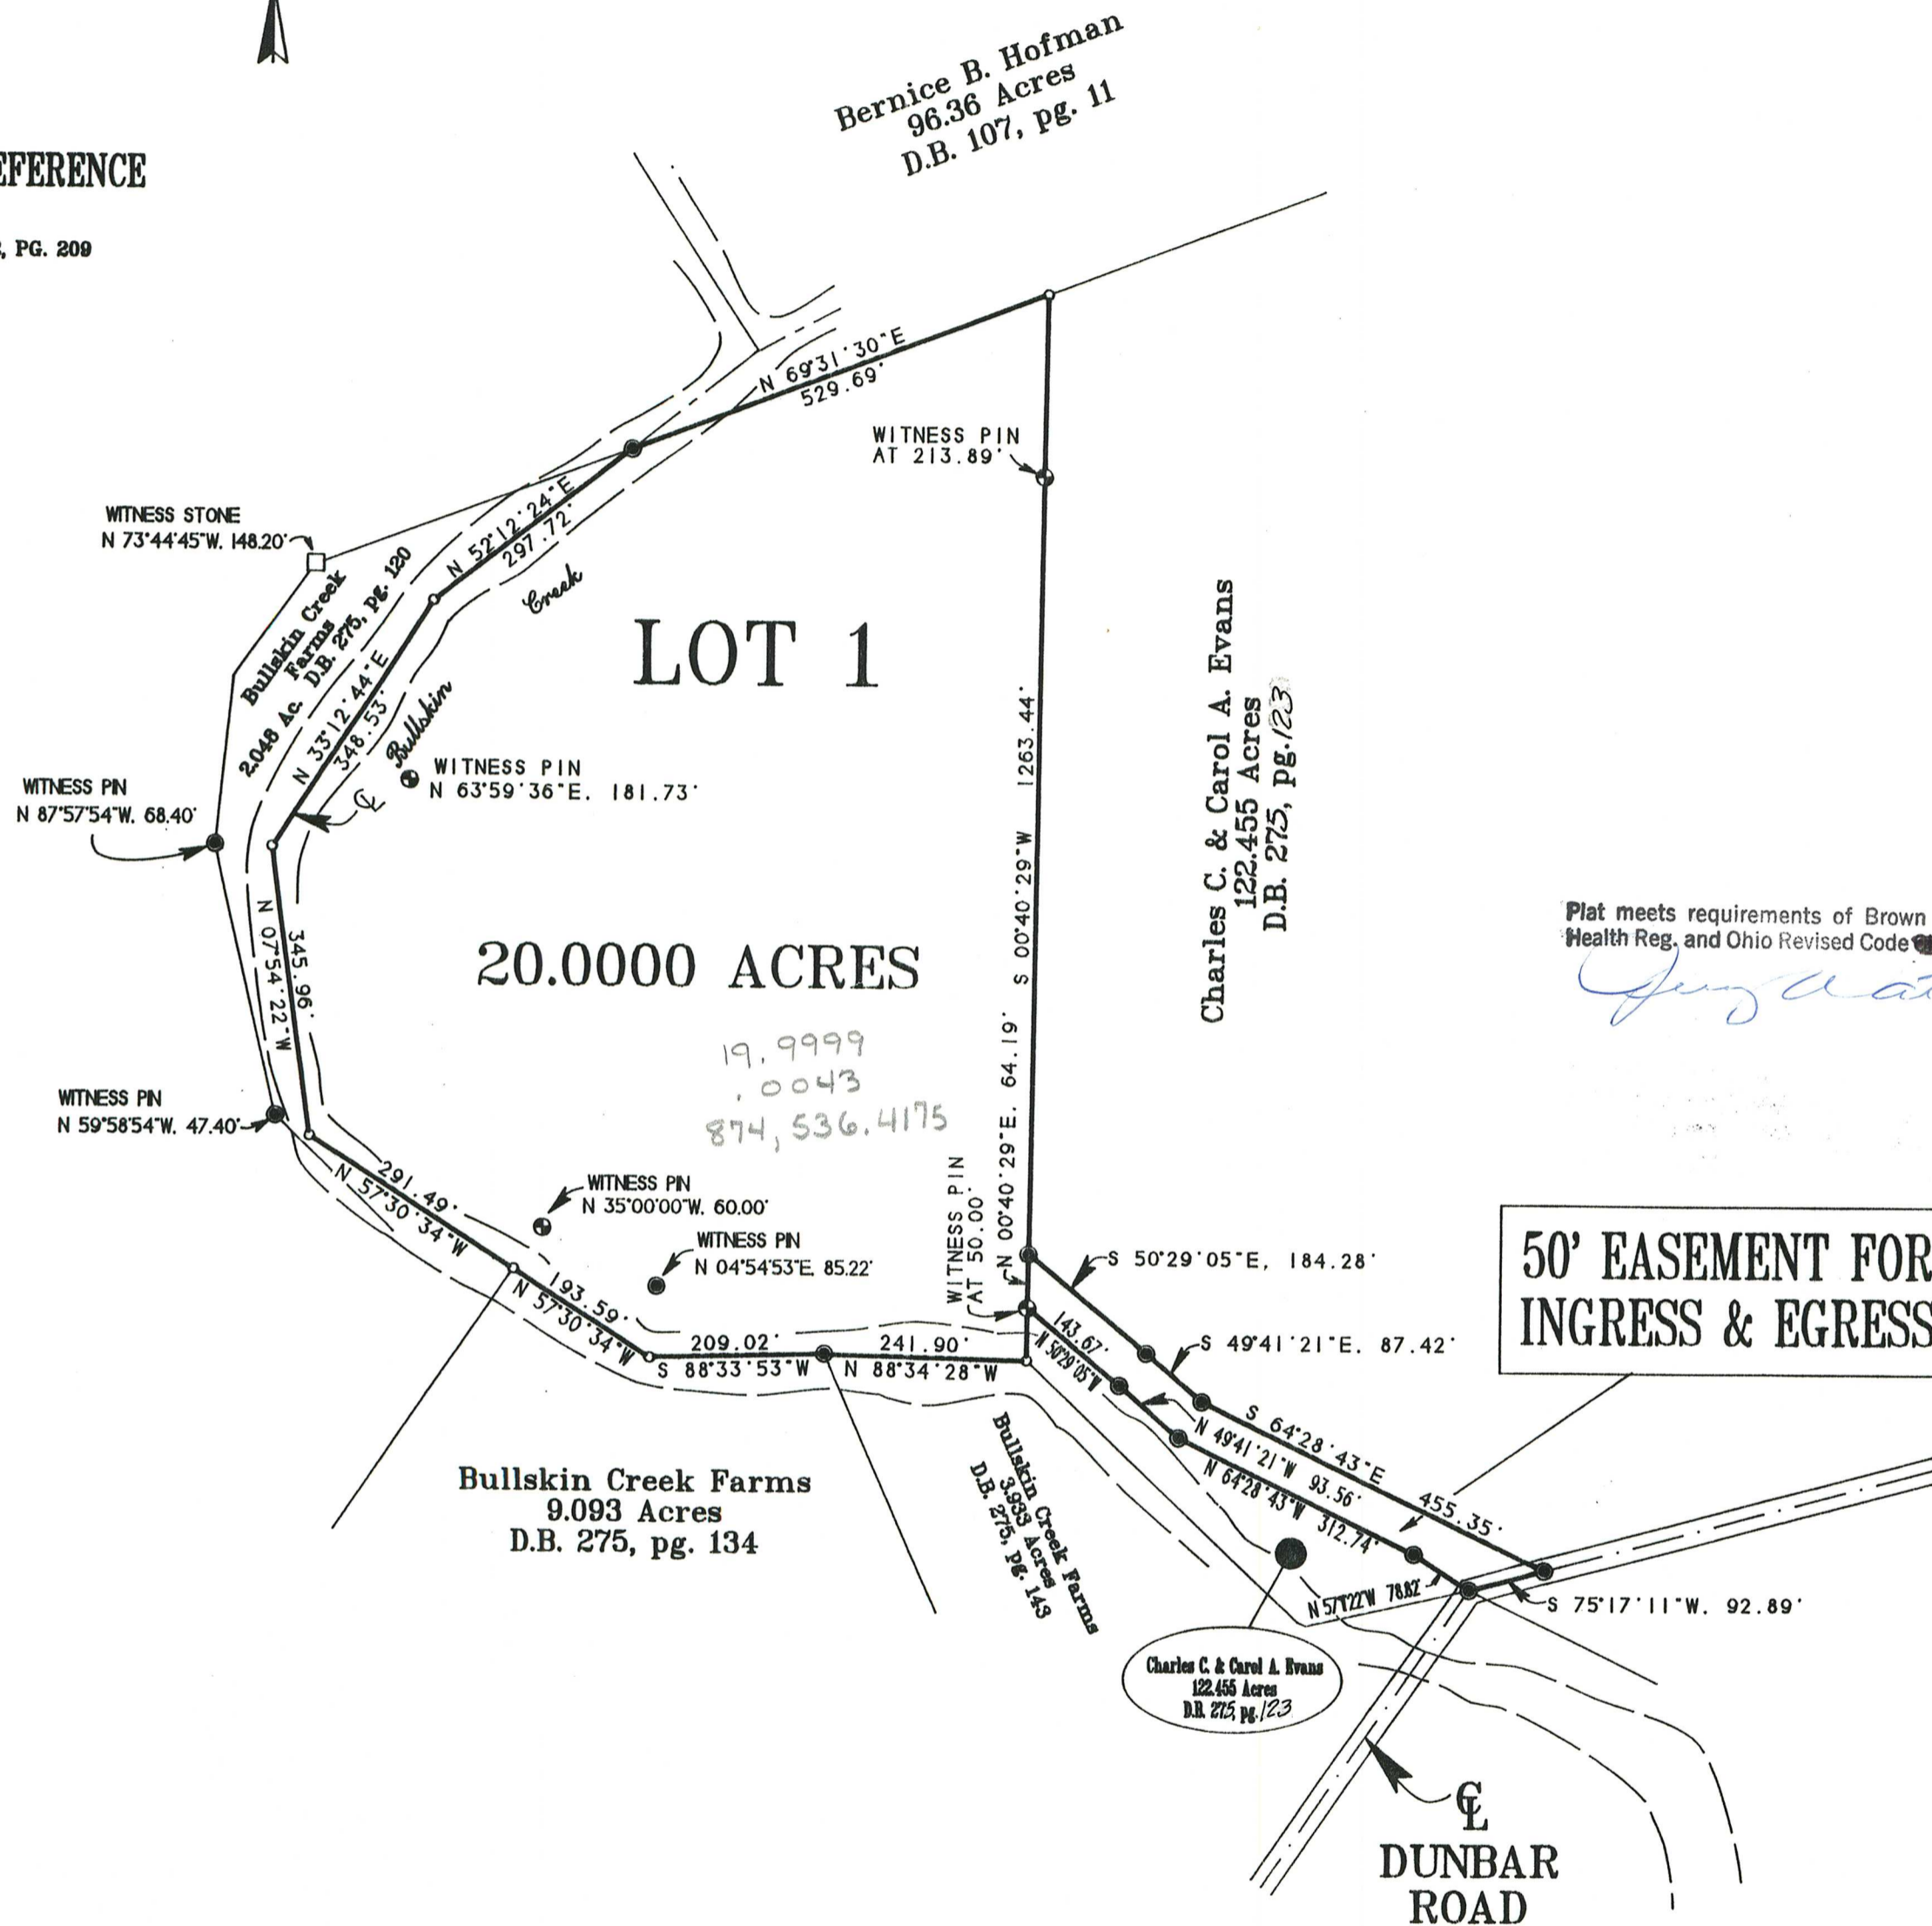 Bernice B. Hofman
96.36 Acres
D.B. 107, pg. 11
PG. 209
N 69°31'30"E
529.69'
WITNESS PIN
AT 213.89'
WITNESS STONE
N 73°44'45"W. 148.20'
N 52°12'24"E
297.72'
Bullskin Creek
Farms
2.048 Ac. D.B. 275, pg. 120
Bullskin Creek
LOT 1
N 33°12'44"E
348.53'
℄
WITNESS PIN
N 63°59'36"E. 181.73'
WITNESS PIN
N 87°57'54"W. 68.40'
S 00°40'29"W 1263.44'
Charles C. & Carol A. Evans
122.455 Acres
D.B. 275, pg. 123
Plat meets requirements of Brown
Health Reg. and Ohio Revised Code
20.0000 ACRES
N 07°54'22"W
345.96'
19.9999
.0043
874,536.4175
WITNESS PIN
N 59°58'54"W. 47.40'
N 00°40'29"E. 64.19'
WITNESS PIN
AT 50.00'
291.49'
N 57°30'34"W
WITNESS PIN
N 35°00'00"W. 60.00'
WITNESS PIN
N 04°54'53"E. 85.22'
193.59'
N 57°30'34"W
209.02'
S 88°33'53"W
241.90'
N 88°34'28"W
S 50°29'05"E, 184.28'
143.67'
N 50°29'05"W
S 49°41'21"E. 87.42'
50' EASEMENT FOR
INGRESS & EGRESS
S 64°28'43"E 455.35'
N 49°41'21"W 93.56'
N 64°28'43"W 312.74'
Bullskin Creek Farms
9.093 Acres
D.B. 275, pg. 134
Bullskin Creek Farms
3.933 Acres
D.B. 275, pg. 143
78.82'
S 75°17'11"W. 92.89'
Charles C. & Carol A. Evans
122.455 Acres
D.B. 275, pg. 123
℄
DUNBAR
ROAD